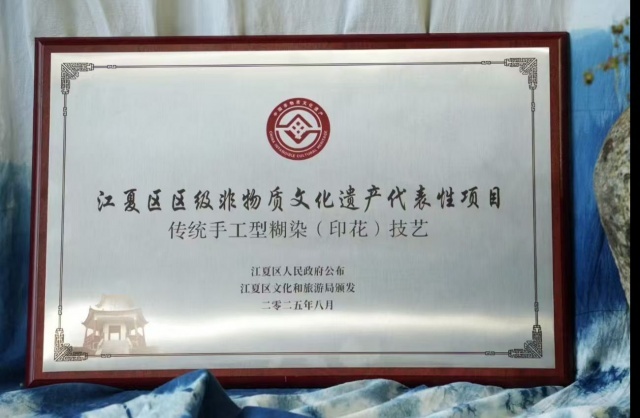 江夏区区级非物质文化遗产代表性项目
传统手工型糊染（印花）技艺
江夏区人民政府公布
江夏区文化和旅游局颁发
二零二五年八月